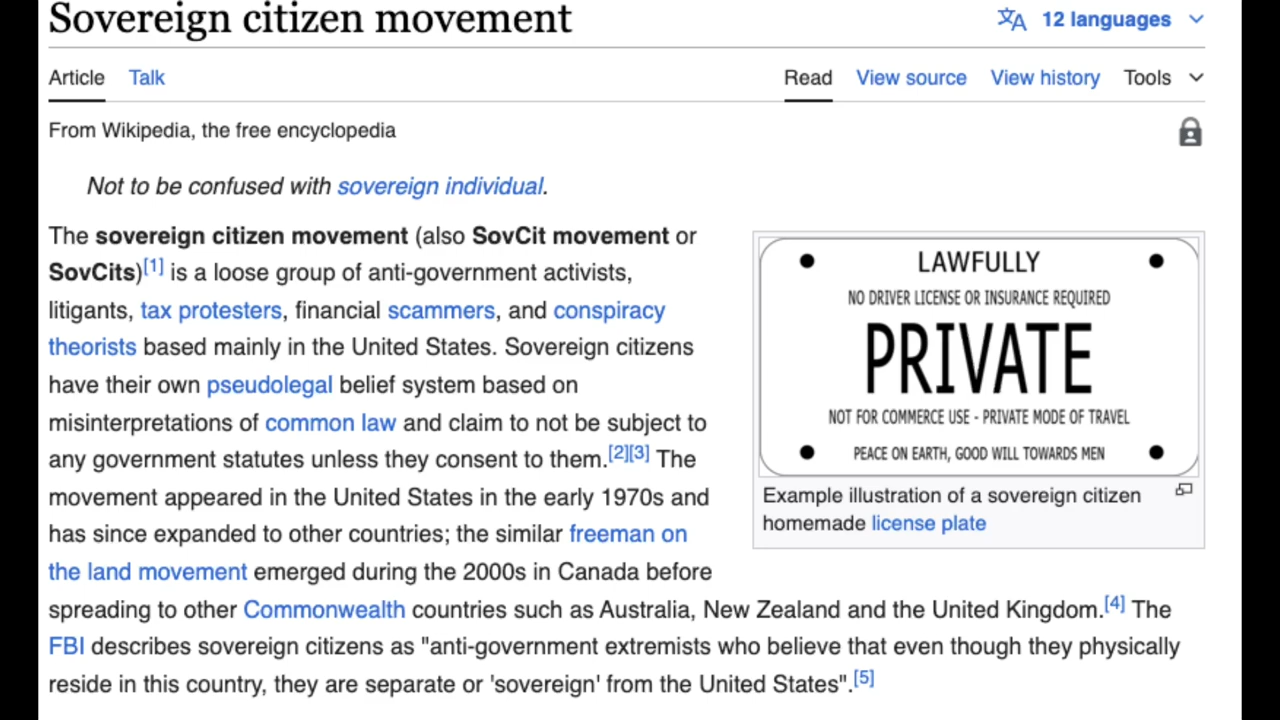 Sovereign citizen movement
12 languages
Article Talk
Read View source View history Tools
From Wikipedia, the free encyclopedia
Not to be confused with sovereign individual.
The sovereign citizen movement (also SovCit movement or
SovCits)[1] is a loose group of anti-government activists,
litigants, tax protesters, financial scammers, and conspiracy
theorists based mainly in the United States. Sovereign citizens
have their own pseudolegal belief system based on
misinterpretations of common law and claim to not be subject to
any government statutes unless they consent to them.[2][3] The
movement appeared in the United States in the early 1970s and
has since expanded to other countries; the similar freeman on
the land movement emerged during the 2000s in Canada before
spreading to other Commonwealth countries such as Australia, New Zealand and the United Kingdom.[4] The
FBI describes sovereign citizens as "anti-government extremists who believe that even though they physically
reside in this country, they are separate or 'sovereign' from the United States".[5]
LAWFULLY
NO DRIVER LICENSE OR INSURANCE REQUIRED
PRIVATE
NOT FOR COMMERCE USE - PRIVATE MODE OF TRAVEL
PEACE ON EARTH, GOOD WILL TOWARDS MEN
Example illustration of a sovereign citizen
homemade license plate